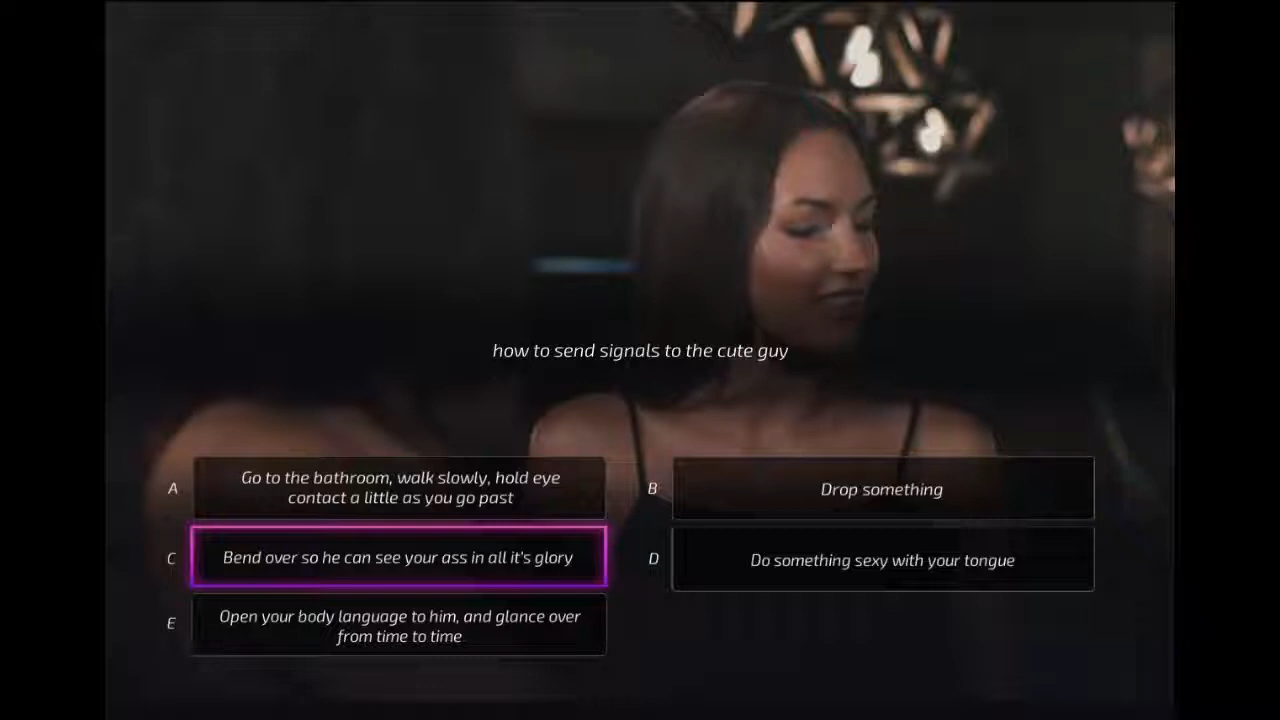 how to send signals to the cute guy
A
Go to the bathroom, walk slowly, hold eye
contact a little as you go past
B
Drop something
C
Bend over so he can see your ass in all it's glory
D
Do something sexy with your tongue
E
Open your body language to him, and glance over
from time to time